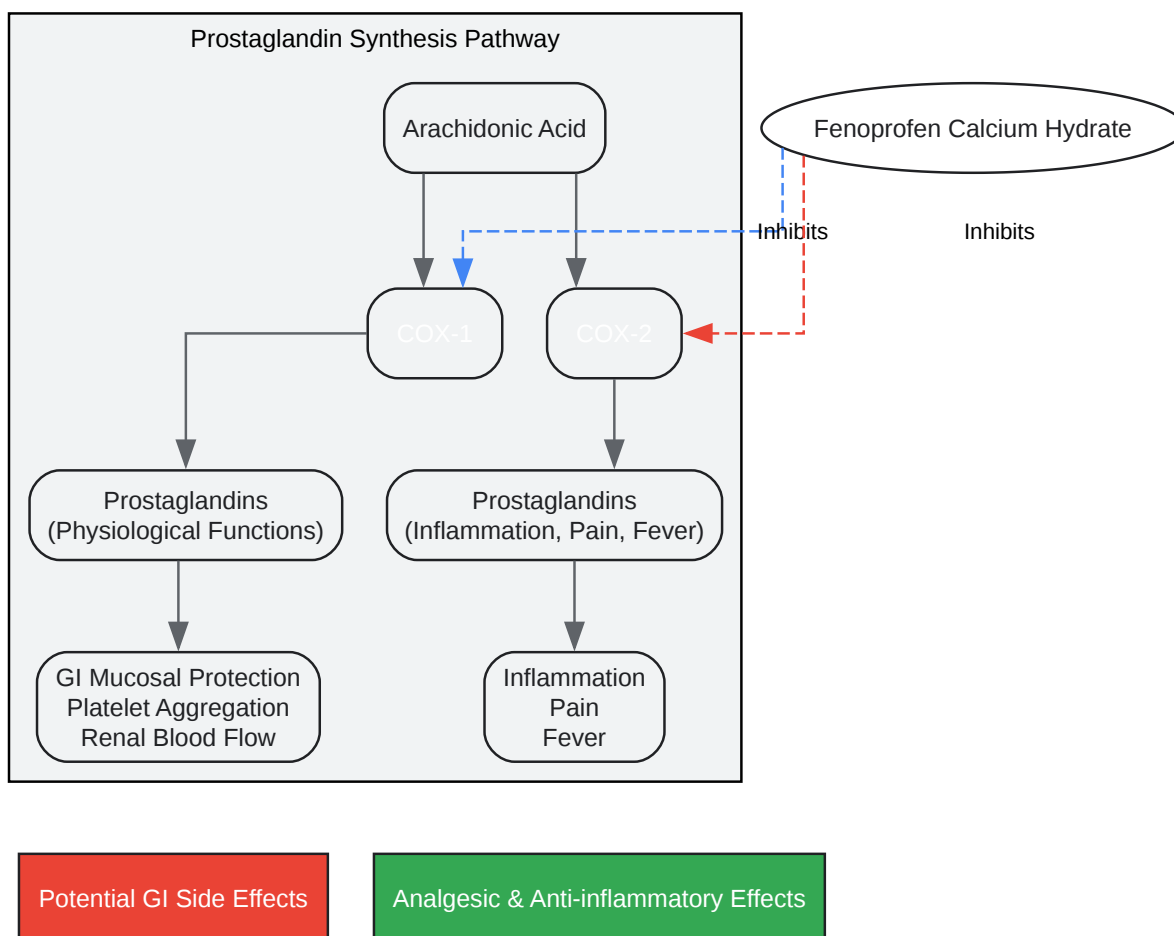 Prostaglandin Synthesis Pathway
Arachidonic Acid
Fenoprofen Calcium Hydrate
Inhibits
Inhibits
COX-1
COX-2
Prostaglandins
(Physiological Functions)
Prostaglandins
(Inflammation, Pain, Fever)
GI Mucosal Protection
Platelet Aggregation
Renal Blood Flow
Inflammation
Pain
Fever
Potential GI Side Effects
Analgesic & Anti-inflammatory Effects